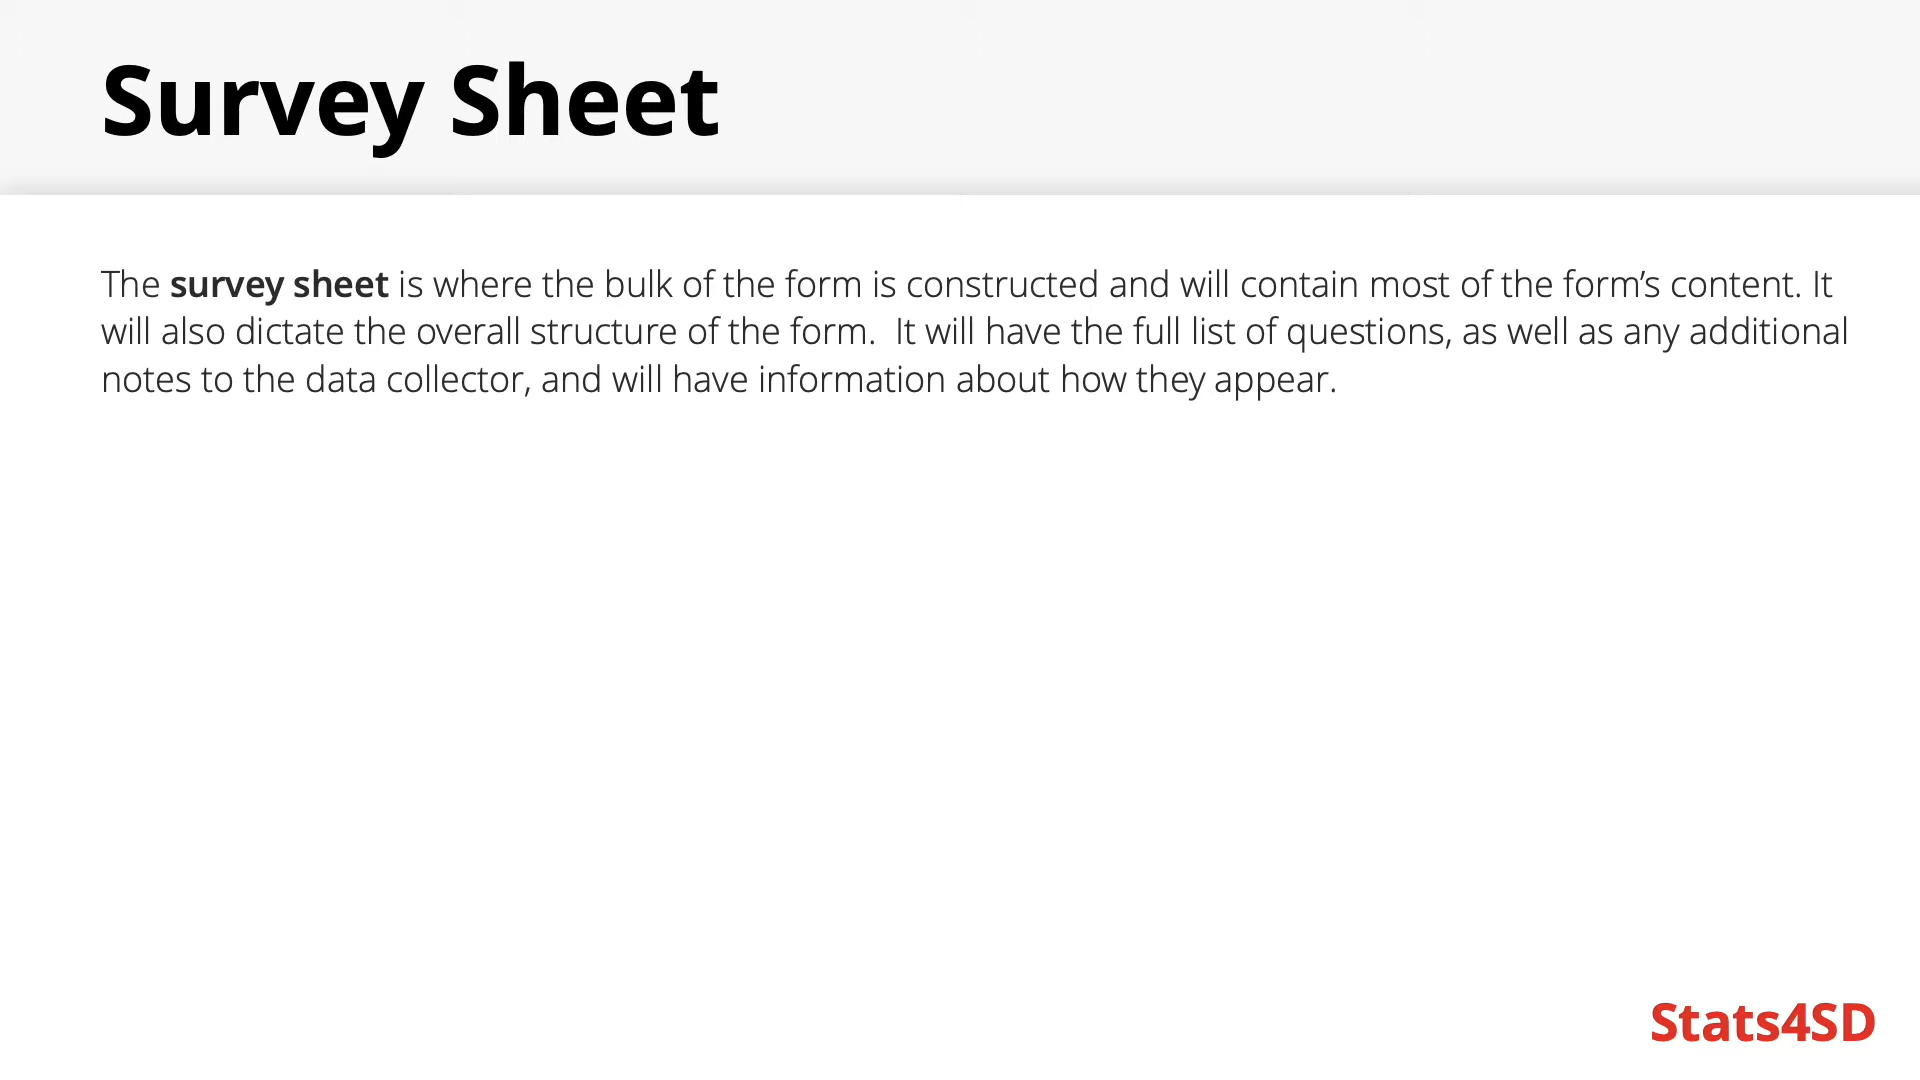 Survey Sheet
The survey sheet is where the bulk of the form is constructed and will contain most of the form’s content. It
will also dictate the overall structure of the form.  It will have the full list of questions, as well as any additional
notes to the data collector, and will have information about how they appear.
Stats4SD